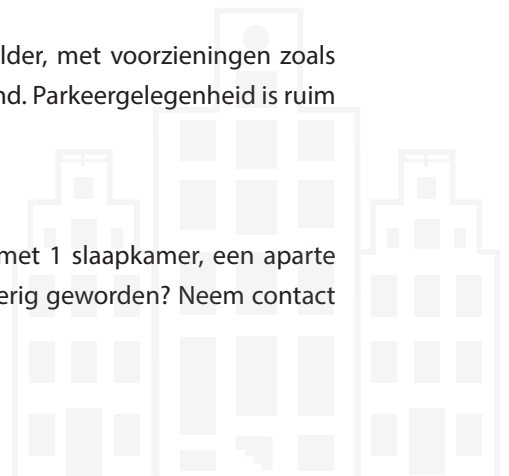 lder, met voorzieningen zoals
nd. Parkeergelegenheid is ruim
met 1 slaapkamer, een aparte
erig geworden? Neem contact